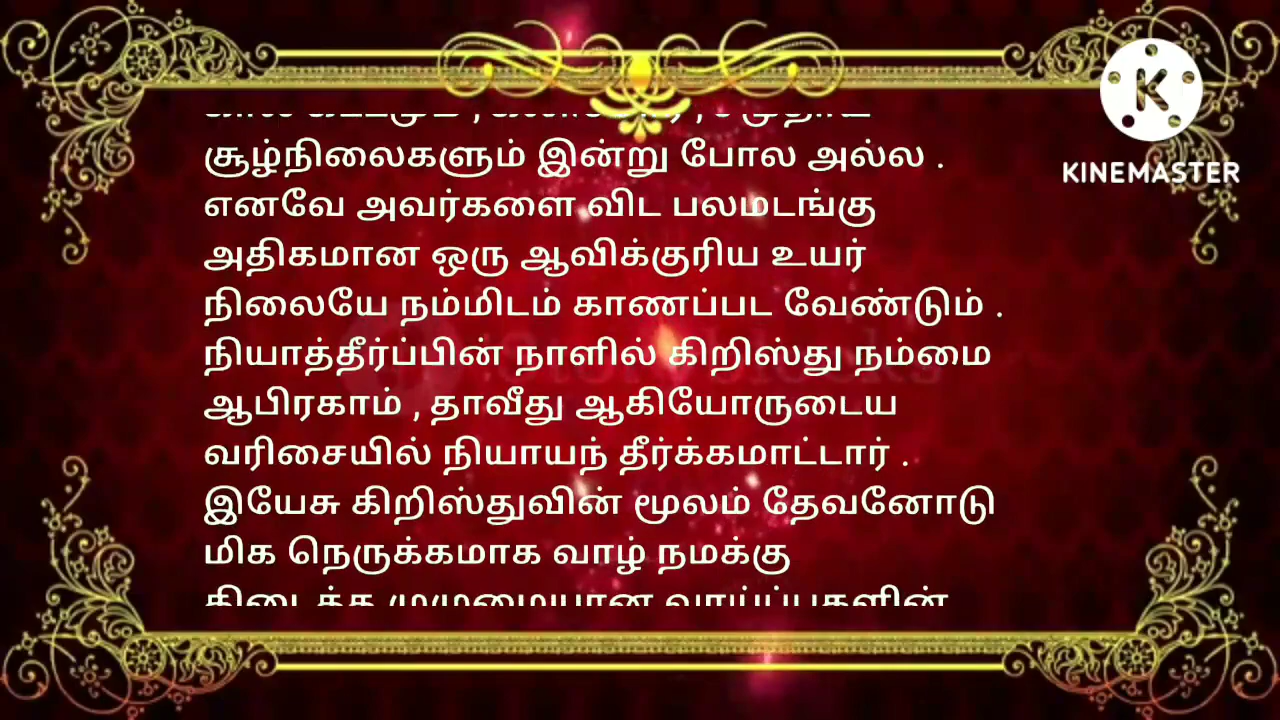 சூழ்நிலைகளும் இன்று போல அல்ல .
எனவே அவர்களை விட பலமடங்கு
அதிகமான ஒரு ஆவிக்குரிய உயர்
நிலையே நம்மிடம் காணப்பட வேண்டும் .
நியாத்தீர்ப்பின் நாளில் கிறிஸ்து நம்மை
ஆபிரகாம் , தாவீது ஆகியோருடைய
வரிசையில் நியாயந் தீர்க்கமாட்டார் .
இயேசு கிறிஸ்துவின் மூலம் தேவனோடு
மிக நெருக்கமாக வாழ் நமக்கு
கிடைத்த முழுமையான வாய்ப்புகளின்
K
KINEMASTER